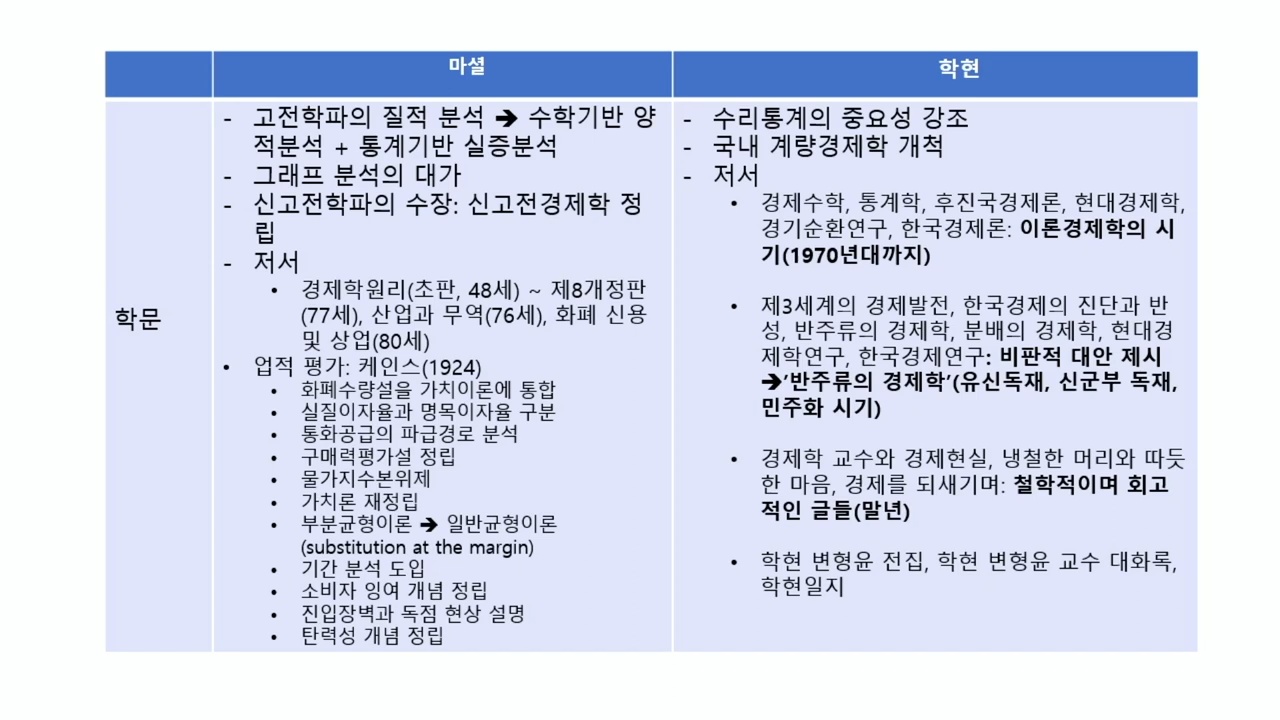 마셜
학현
학문
- 고전학파의 질적 분석 ➔ 수학기반 양
적분석 + 통계기반 실증분석
- 그래프 분석의 대가
- 신고전학파의 수장: 신고전경제학 정
립
- 저서
• 경제학원리(초판, 48세) ~ 제8개정판
(77세), 산업과 무역(76세), 화폐 신용
및 상업(80세)
• 업적 평가: 케인스(1924)
• 화폐수량설을 가치이론에 통합
• 실질이자율과 명목이자율 구분
• 통화공급의 파급경로 분석
• 구매력평가설 정립
• 물가지수본위제
• 가치론 재정립
• 부분균형이론 ➔ 일반균형이론
(substitution at the margin)
• 기간 분석 도입
• 소비자 잉여 개념 정립
• 진입장벽과 독점 현상 설명
• 탄력성 개념 정립
- 수리통계의 중요성 강조
- 국내 계량경제학 개척
- 저서
• 경제수학, 통계학, 후진국경제론, 현대경제학,
경기순환연구, 한국경제론: 이론경제학의 시
기(1970년대까지)
• 제3세계의 경제발전, 한국경제의 진단과 반
성, 반주류의 경제학, 분배의 경제학, 현대경
제학연구, 한국경제연구: 비판적 대안 제시
➔'반주류의 경제학'(유신독재, 신군부 독재,
민주화 시기)
• 경제학 교수와 경제현실, 냉철한 머리와 따듯
한 마음, 경제를 되새기며: 철학적이며 회고
적인 글들(말년)
• 학현 변형윤 전집, 학현 변형윤 교수 대화록,
학현일지